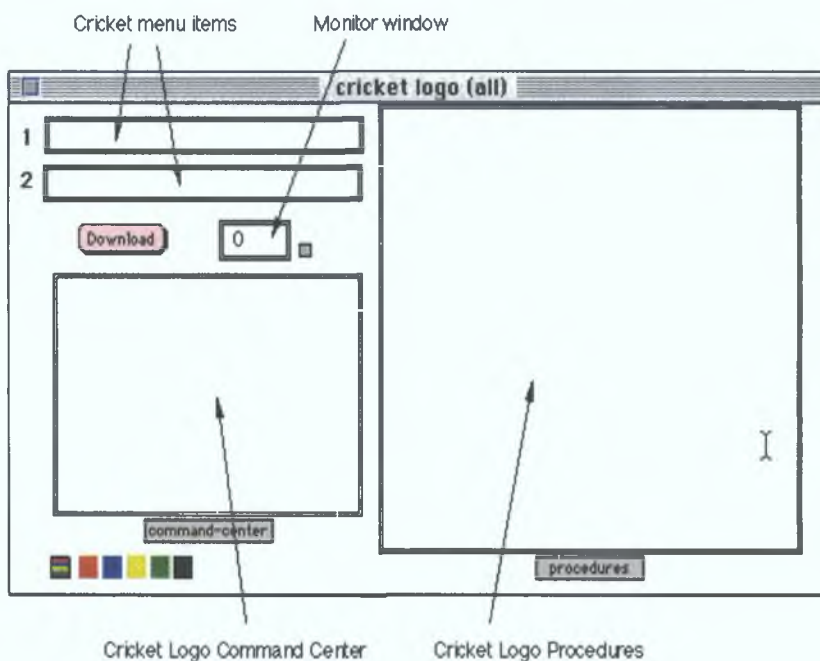 Cricket menu items
Monitor window
cricket logo (all)
1
2
Download
0
command-center
procedures
Cricket Logo Command Center
Cricket Logo Procedures